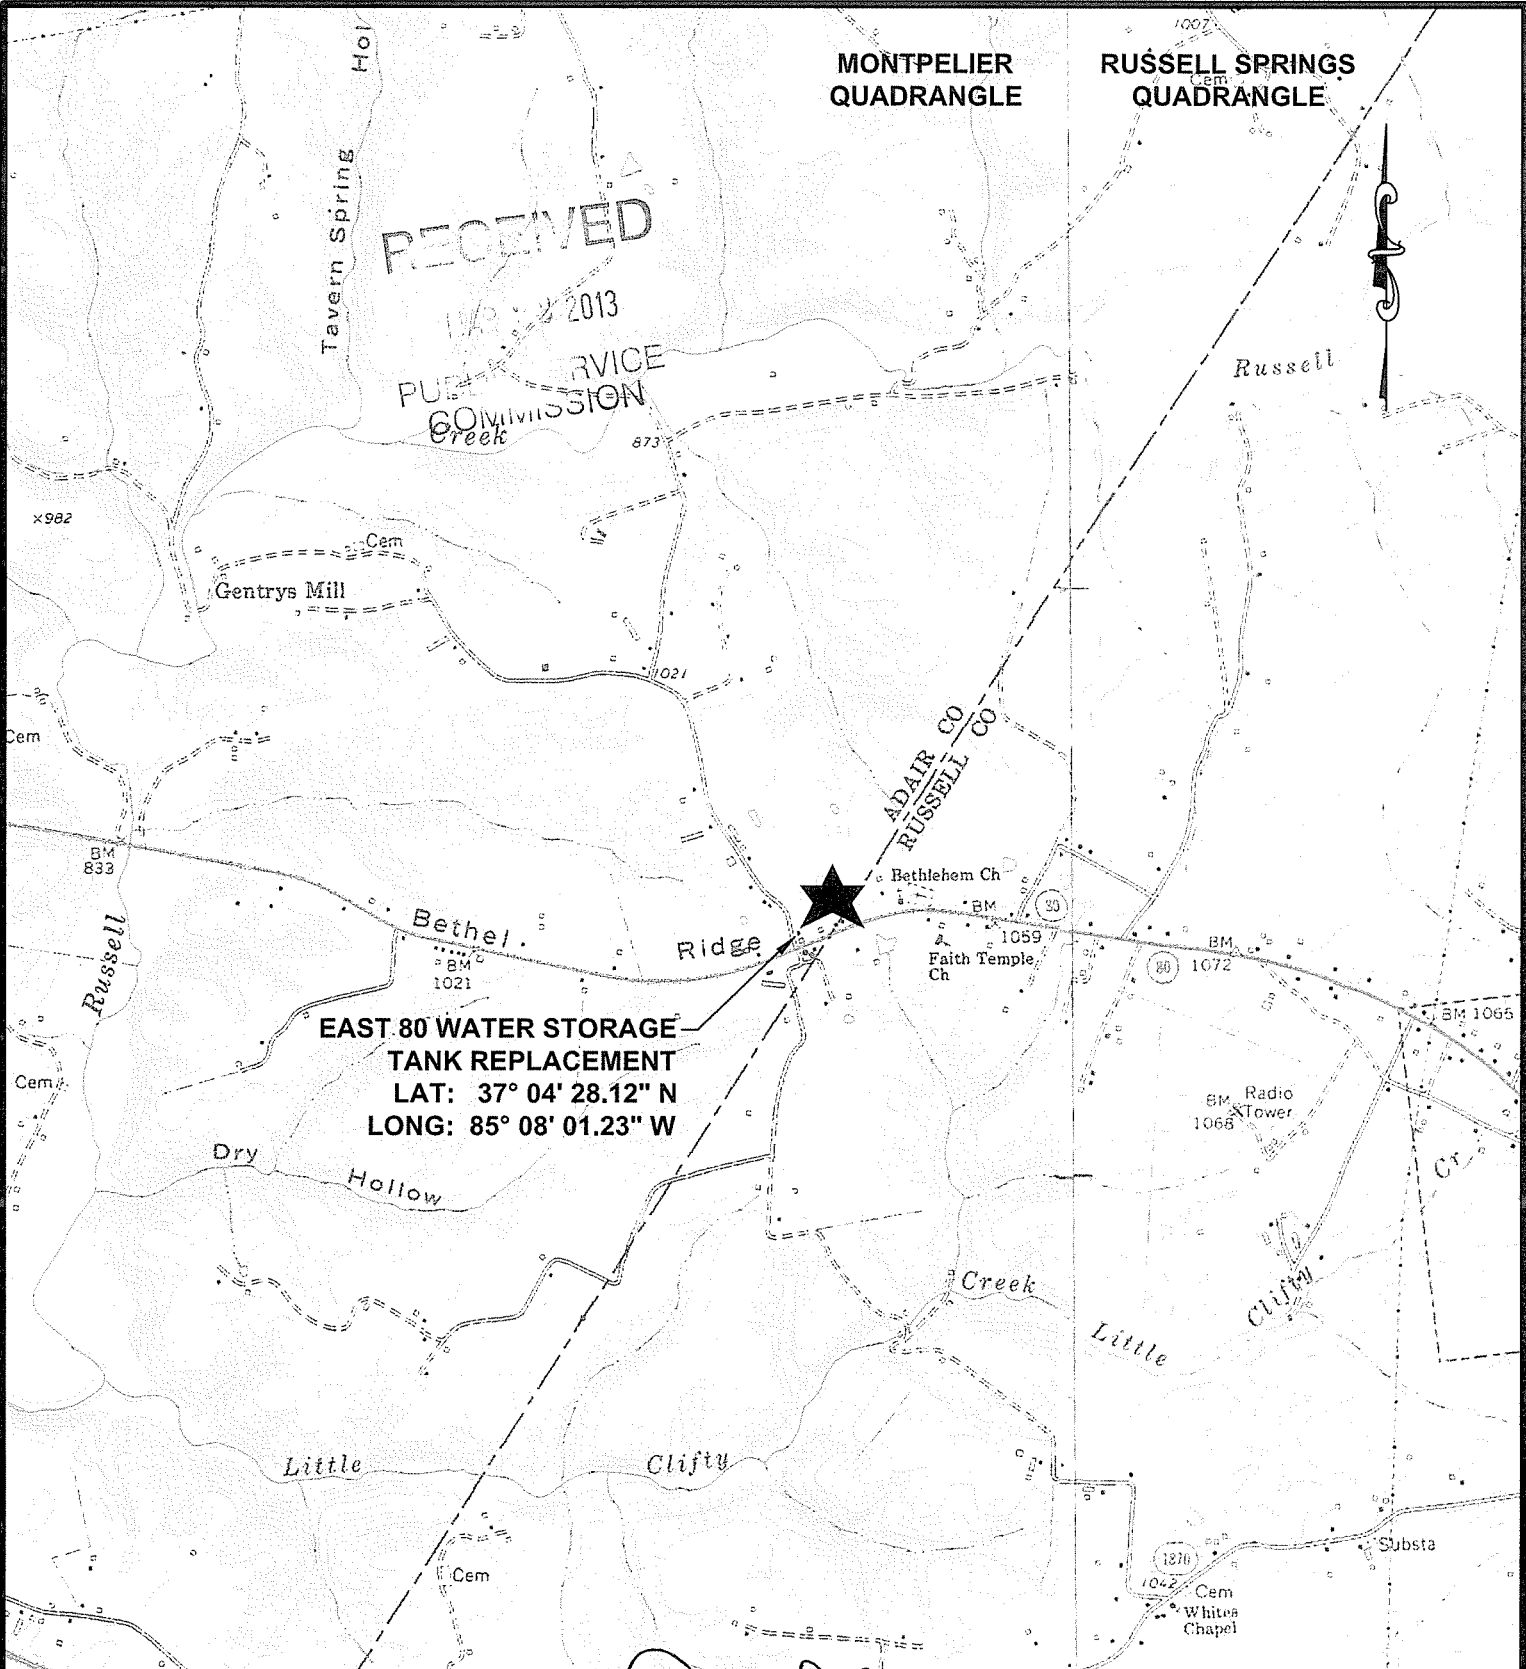 1007
MONTPELIER
QUADRANGLE
RUSSELL SPRINGS
QUADRANGLE
Cem
Tavern Spring Hol
RECEIVED
2013
COMMISSION
Creek
Russell
873
×982
Cem
Gentrys Mill
1021
Cem
ADAIR CO
RUSSELL CO
BM
833
Bethlehem Ch
BM
1059
80
Faith Temple
Ch
BM
1072
80
BM 1065
Bethel
Ridge
BM
1021
Russell
EAST 80 WATER STORAGE
TANK REPLACEMENT
LAT: 37° 04' 28.12" N
LONG: 85° 08' 01.23" W
Cem
Radio
Tower
BM
1068
Dry
Hollow
Cr
Creek
Clifty
Little
Little
Clifty
Cem
Substa
1870
1042
Cem
Whites
Chapel